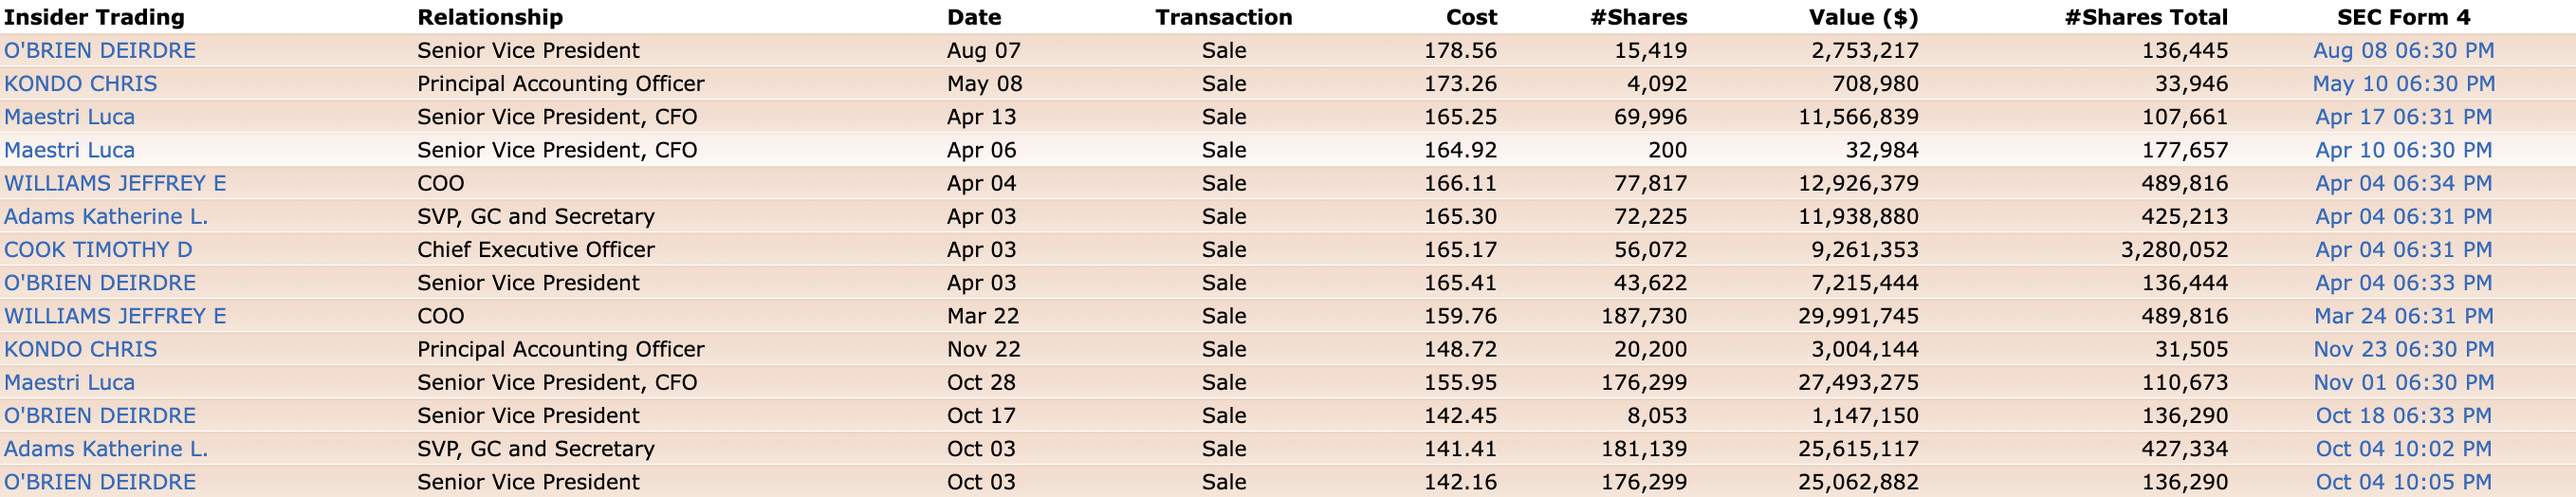 Insider Trading Relationship Date Transaction Cost #Shares Value ($) #Shares Total SEC Form 4
O'BRIEN DEIRDRE Senior Vice President Aug 07 Sale 178.56 15,419 2,753,217 136,445 Aug 08 06:30 PM
KONDO CHRIS Principal Accounting Officer May 08 Sale 173.26 4,092 708,980 33,946 May 10 06:30 PM
Maestri Luca Senior Vice President, CFO Apr 13 Sale 165.25 69,996 11,566,839 107,661 Apr 17 06:31 PM
Maestri Luca Senior Vice President, CFO Apr 06 Sale 164.92 200 32,984 177,657 Apr 10 06:30 PM
WILLIAMS JEFFREY E COO Apr 04 Sale 166.11 77,817 12,926,379 489,816 Apr 04 06:34 PM
Adams Katherine L. SVP, GC and Secretary Apr 03 Sale 165.30 72,225 11,938,880 425,213 Apr 04 06:31 PM
COOK TIMOTHY D Chief Executive Officer Apr 03 Sale 165.17 56,072 9,261,353 3,280,052 Apr 04 06:31 PM
O'BRIEN DEIRDRE Senior Vice President Apr 03 Sale 165.41 43,622 7,215,444 136,444 Apr 04 06:33 PM
WILLIAMS JEFFREY E COO Mar 22 Sale 159.76 187,730 29,991,745 489,816 Mar 24 06:31 PM
KONDO CHRIS Principal Accounting Officer Nov 22 Sale 148.72 20,200 3,004,144 31,505 Nov 23 06:30 PM
Maestri Luca Senior Vice President, CFO Oct 28 Sale 155.95 176,299 27,493,275 110,673 Nov 01 06:30 PM
O'BRIEN DEIRDRE Senior Vice President Oct 17 Sale 142.45 8,053 1,147,150 136,290 Oct 18 06:33 PM
Adams Katherine L. SVP, GC and Secretary Oct 03 Sale 141.41 181,139 25,615,117 427,334 Oct 04 10:02 PM
O'BRIEN DEIRDRE Senior Vice President Oct 03 Sale 142.16 176,299 25,062,882 136,290 Oct 04 10:05 PM